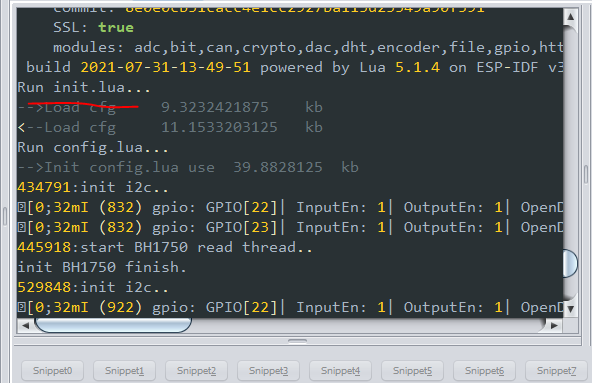 SSL: true
modules: adc,bit,can,crypto,dac,dht,encoder,file,gpio,htt
build 2021-07-31-13-49-51 powered by Lua 5.1.4 on ESP-IDF v3
Run init.lua...
-->Load cfg 9.3232421875 kb
<--Load cfg 11.1533203125 kb
Run config.lua...
-->Init config.lua use 39.8828125 kb
434791:init i2c..
[0;32mI (832) gpio: GPIO[22]| InputEn: 1| OutputEn: 1| OpenD
[0;32mI (832) gpio: GPIO[23]| InputEn: 1| OutputEn: 1| OpenD
445918:start BH1750 read thread..
init BH1750 finish.
529848:init i2c..
[0;32mI (922) gpio: GPIO[22]| InputEn: 1| OutputEn: 1| OpenD
Snippet0 Snippet1 Snippet2 Snippet3 Snippet4 Snippet5 Snippet6 Snippet7